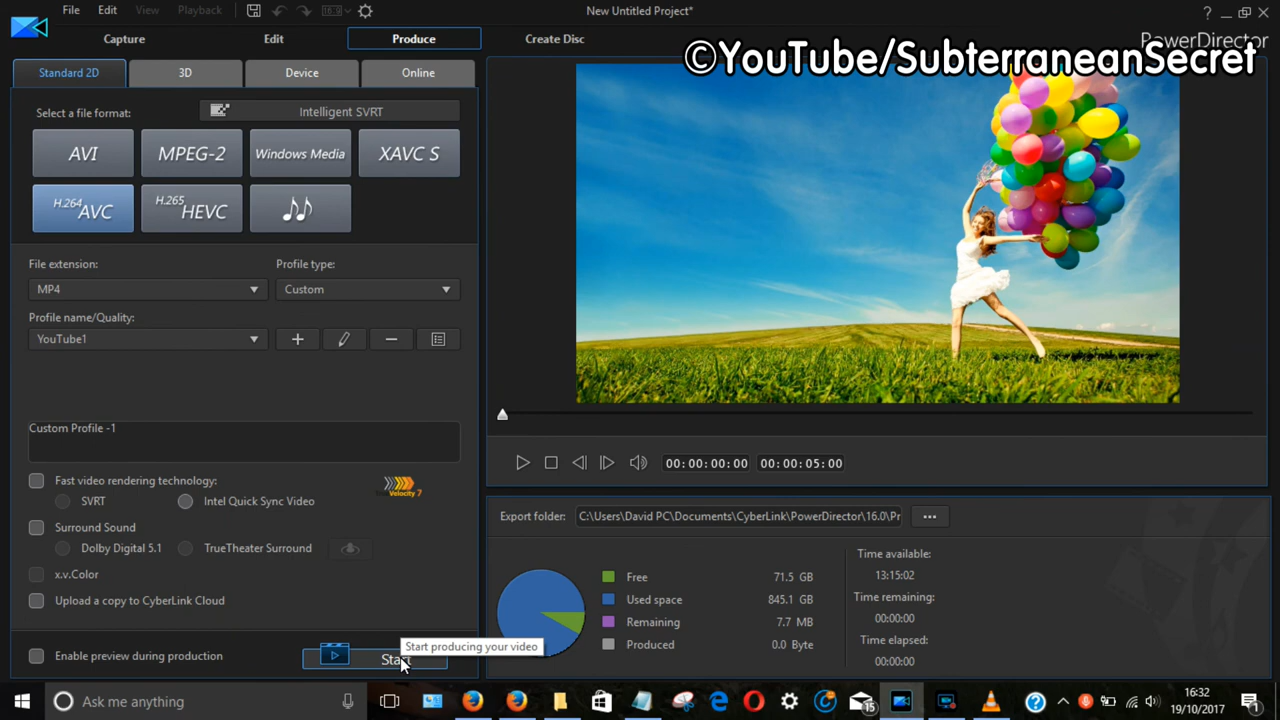 File Edit View Playback 16:9 New Untitled Project*
?
Capture Edit Produce Create Disc PowerDirector
©YouTube/SubterraneanSecret
Standard 2D 3D Device Online
Select a file format: Intelligent SVRT
AVI MPEG-2 Windows Media XAVC S
H.264 AVC H.265 HEVC
File extension: Profile type:
MP4 Custom
Profile name/Quality:
YouTube1
Custom Profile -1
Fast video rendering technology:
SVRT Intel Quick Sync Video
Velocity 7
Surround Sound
Dolby Digital 5.1 TrueTheater Surround
x.v.Color
Upload a copy to CyberLink Cloud
Enable preview during production
Start
Start producing your video
00:00:00:00 00:00:05:00
Export folder: C:\Users\David PC\Documents\CyberLink\PowerDirector\16.0\Pr ...
Free 71.5 GB
Used space 845.1 GB
Remaining 7.7 MB
Produced 0.0 Byte
Time available:
13:15:02
Time remaining:
00:00:00
Time elapsed:
00:00:00
Ask me anything
15
16:32
19/10/2017
1